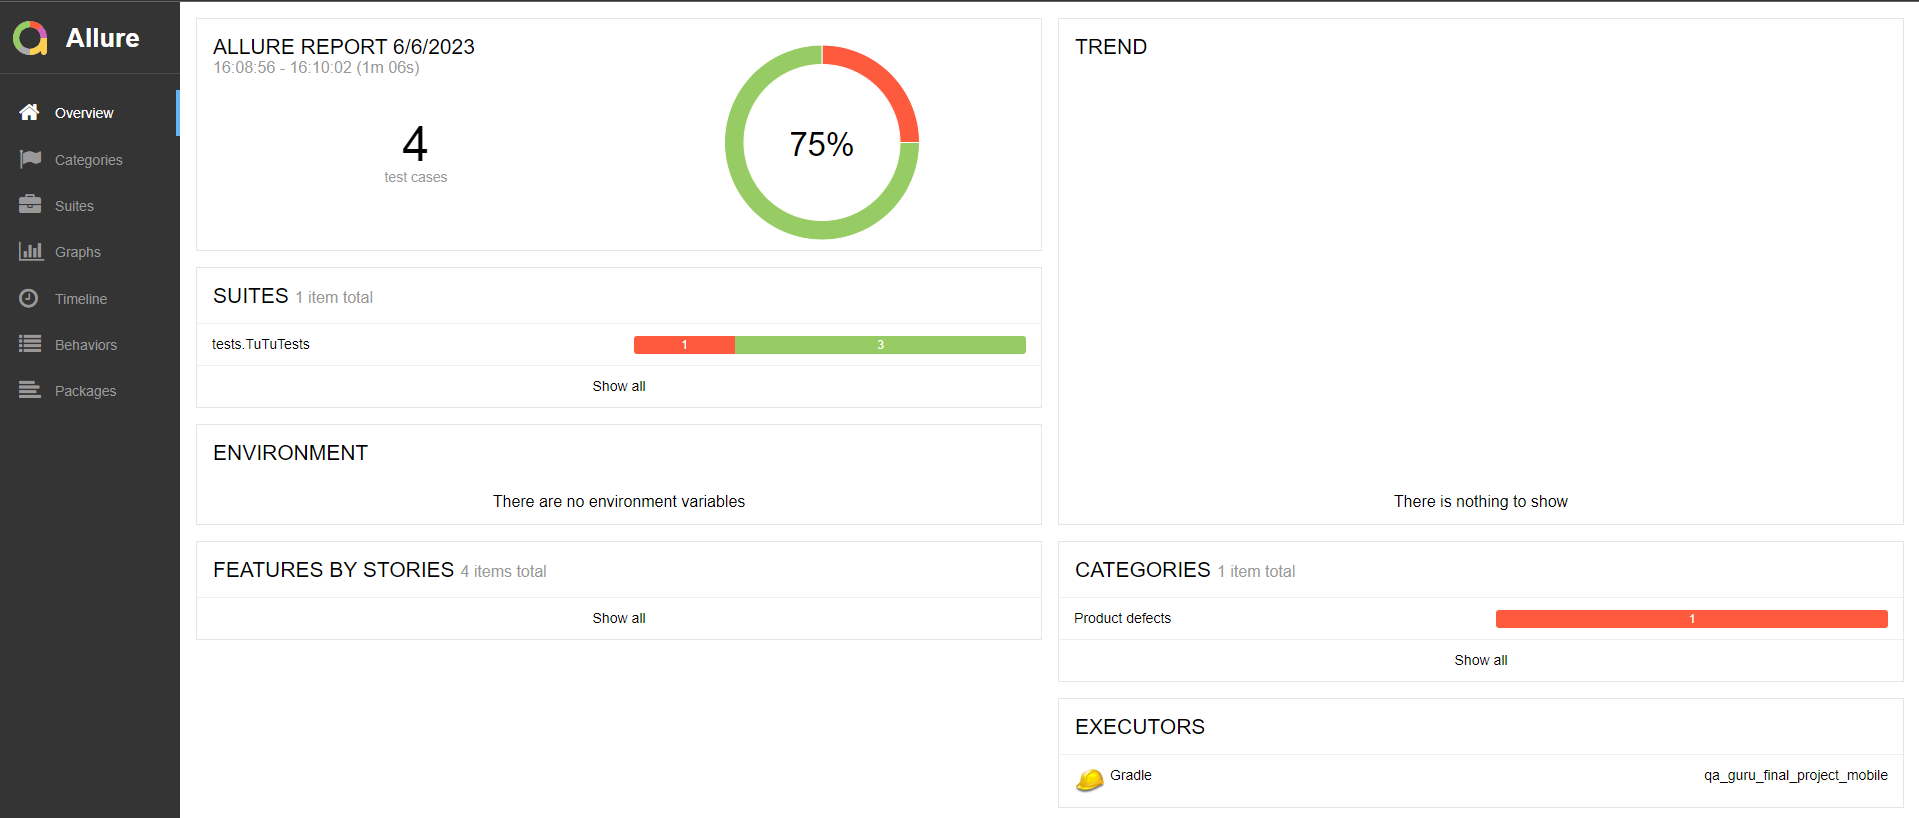 Allure
Overview
Categories
Suites
Graphs
Timeline
Behaviors
Packages
ALLURE REPORT 6/6/2023
16:08:56 - 16:10:02 (1m 06s)
4
test cases
75%
SUITES 1 item total
tests.TuTuTests 1 3
Show all
ENVIRONMENT
There are no environment variables
FEATURES BY STORIES 4 items total
Show all
TREND
There is nothing to show
CATEGORIES 1 item total
Product defects 1
Show all
EXECUTORS
Gradle qa_guru_final_project_mobile